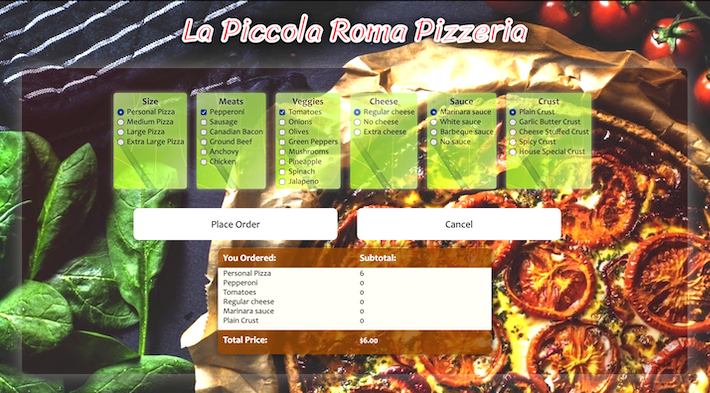 La Piccola Roma Pizzeria
Size
Personal Pizza
Medium Pizza
Large Pizza
Extra Large Pizza
Meats
Pepperoni
Sausage
Canadian Bacon
Ground Beef
Anchovy
Chicken
Veggies
Tomatoes
Onions
Olives
Green Peppers
Mushrooms
Pineapple
Spinach
Jalapeno
Cheese
Regular cheese
No cheese
Extra cheese
Sauce
Marinara sauce
White sauce
Barbeque sauce
No sauce
Crust
Plain Crust
Garlic Butter Crust
Cheese Stuffed Crust
Spicy Crust
House Special Crust
Place Order
Cancel
You Ordered: Subtotal:
Personal Pizza 6
Pepperoni 0
Tomatoes 0
Regular cheese 0
Marinara sauce 0
Plain Crust 0
Total Price: $6.00